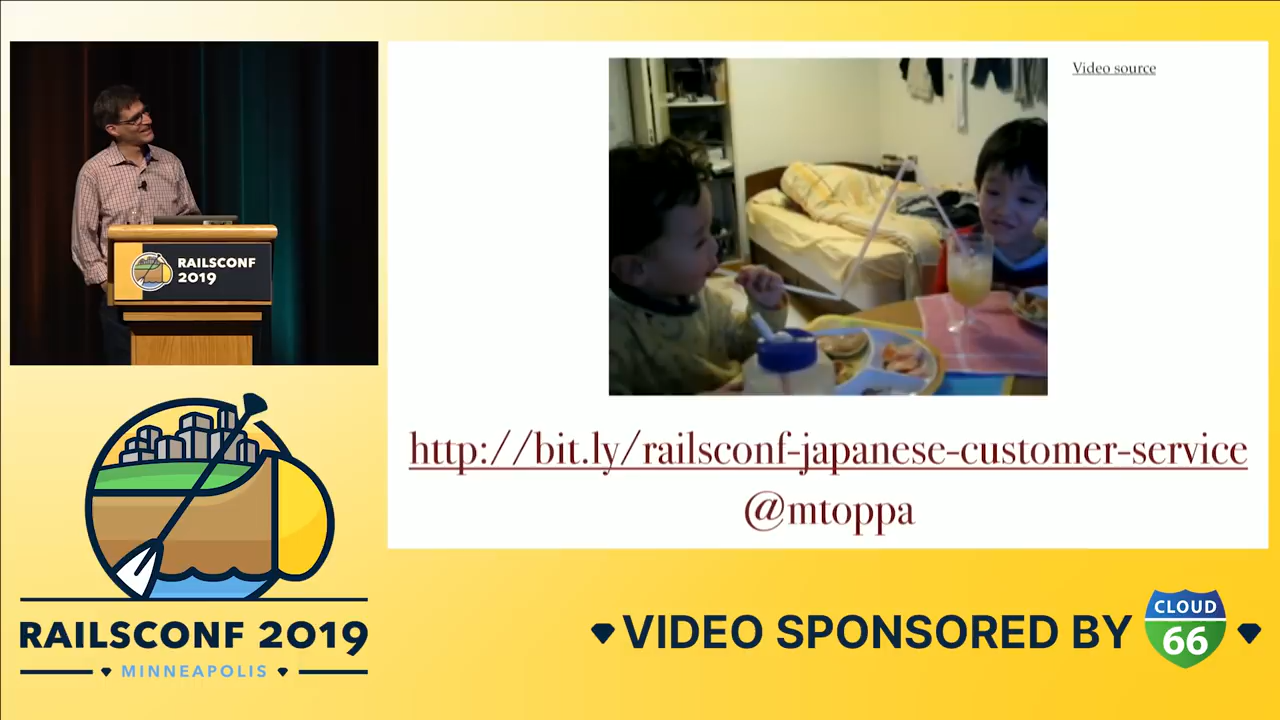 RAILSCONF
2019
Video source
http://bit.ly/railsconf-japanese-customer-service
@mtoppa
RAILSCONF 2019
MINNEAPOLIS
VIDEO SPONSORED BY
CLOUD
66